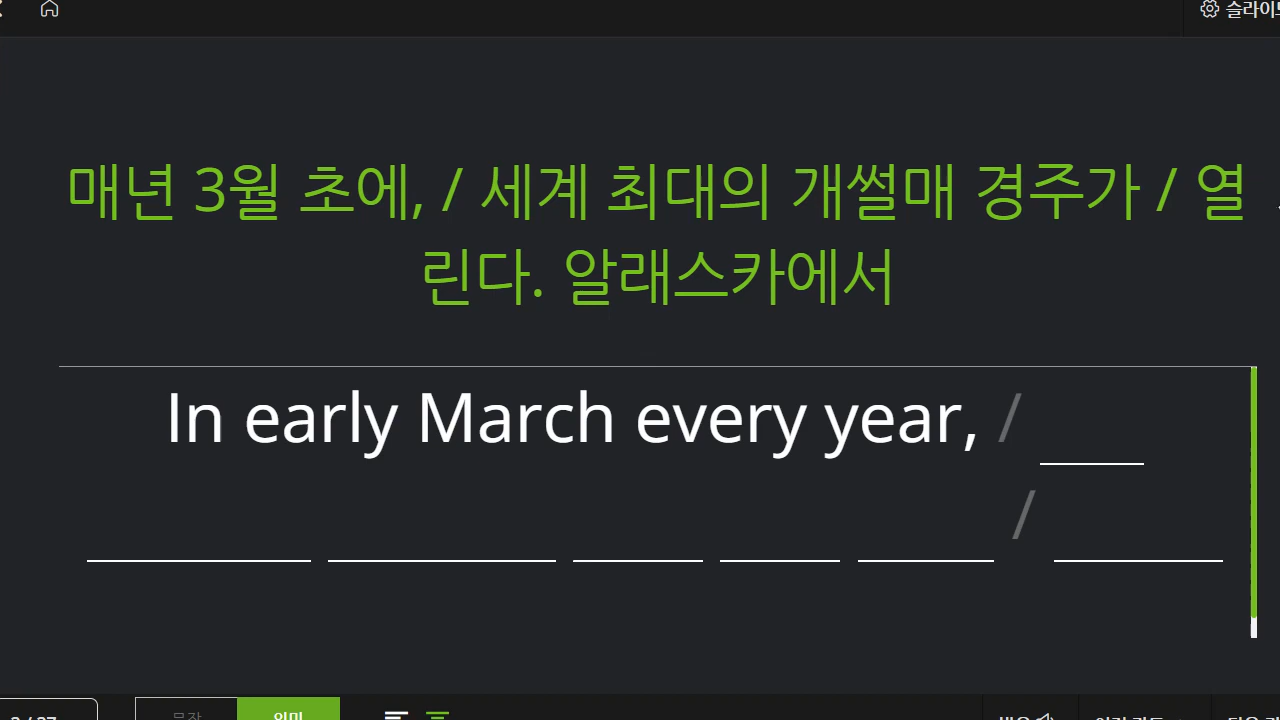 매년 3월 초에, / 세계 최대의 개썰매 경주가 / 열
린다. 알래스카에서
In early March every year, /
/